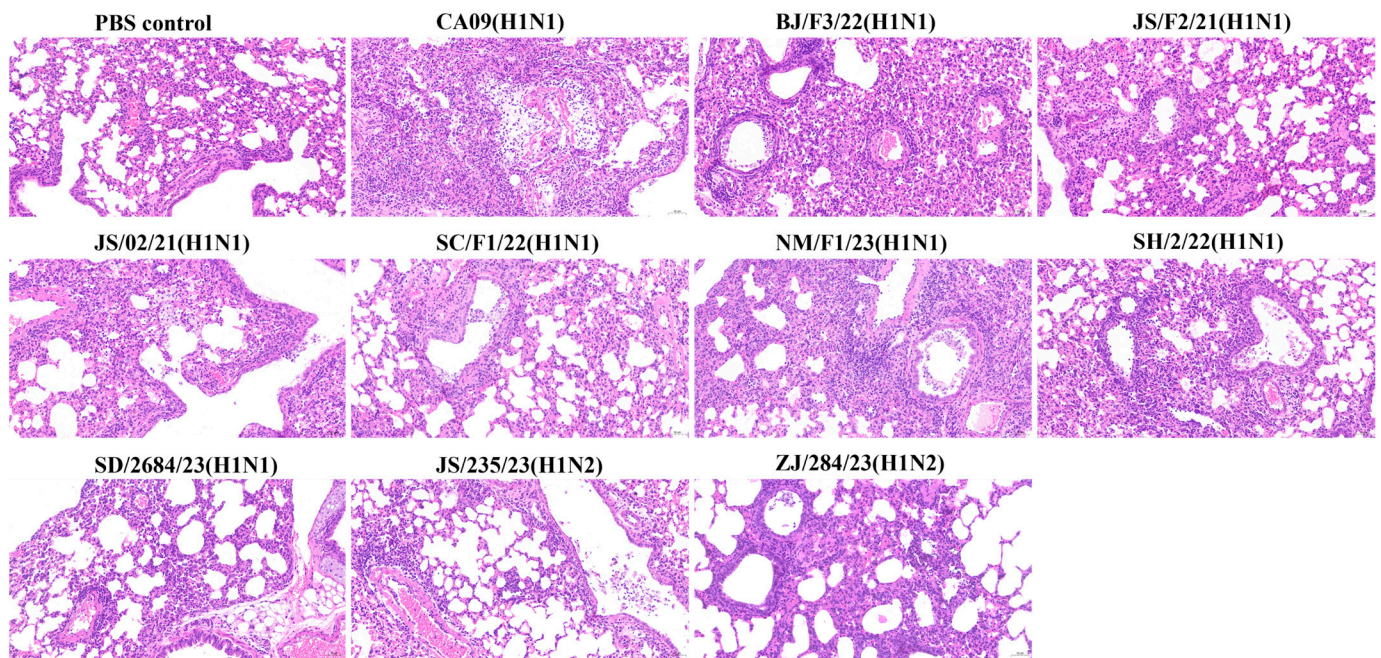 PBS control
CA09(H1N1)
BJ/F3/22(H1N1)
JS/F2/21(H1N1)
JS/02/21(H1N1)
SC/F1/22(H1N1)
NM/F1/23(H1N1)
SH/2/22(H1N1)
SD/2684/23(H1N1)
JS/235/23(H1N2)
ZJ/284/23(H1N2)